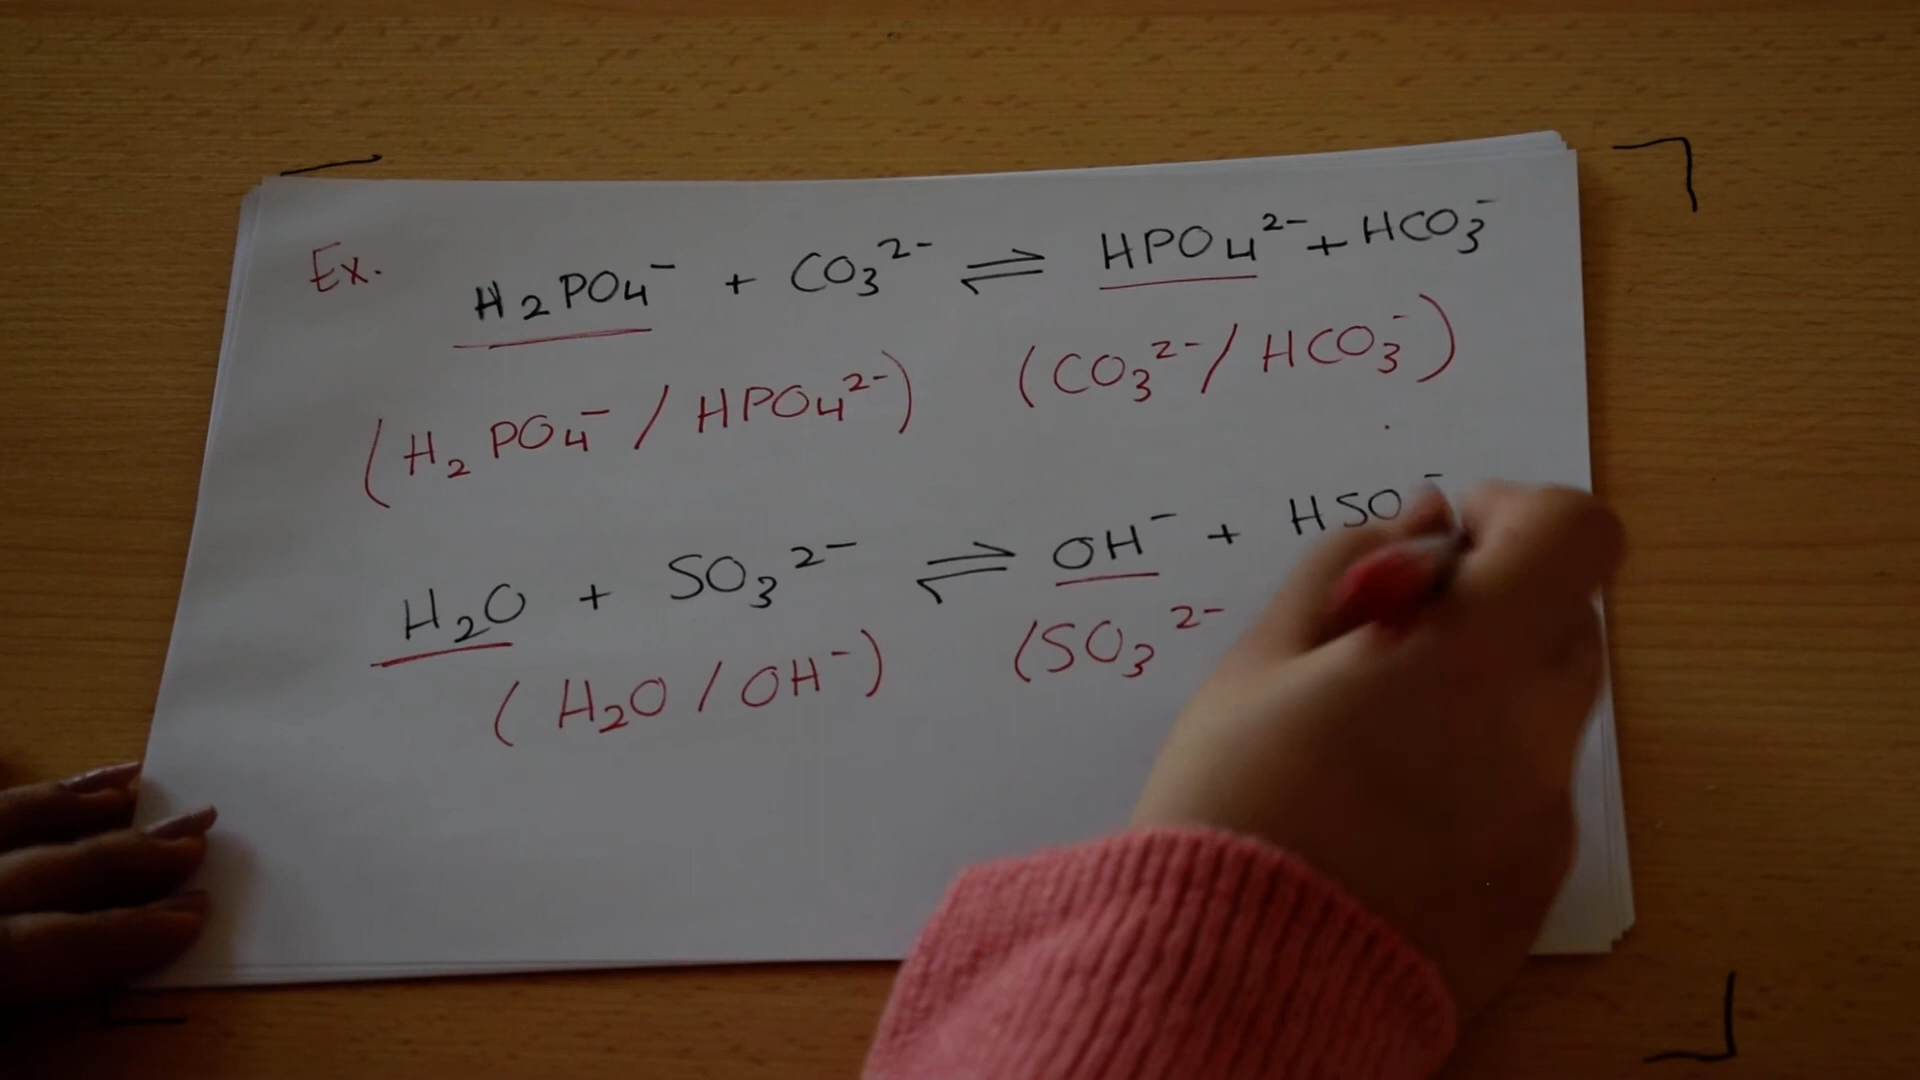 Ex. H₂PO₄⁻ + CO₃²⁻ ⇌ HPO₄²⁻ + HCO₃⁻
(H₂PO₄⁻ / HPO₄²⁻) (CO₃²⁻ / HCO₃⁻)
H₂O + SO₃²⁻ ⇌ OH⁻ + HSO⁻
(H₂O / OH⁻) (SO₃²⁻